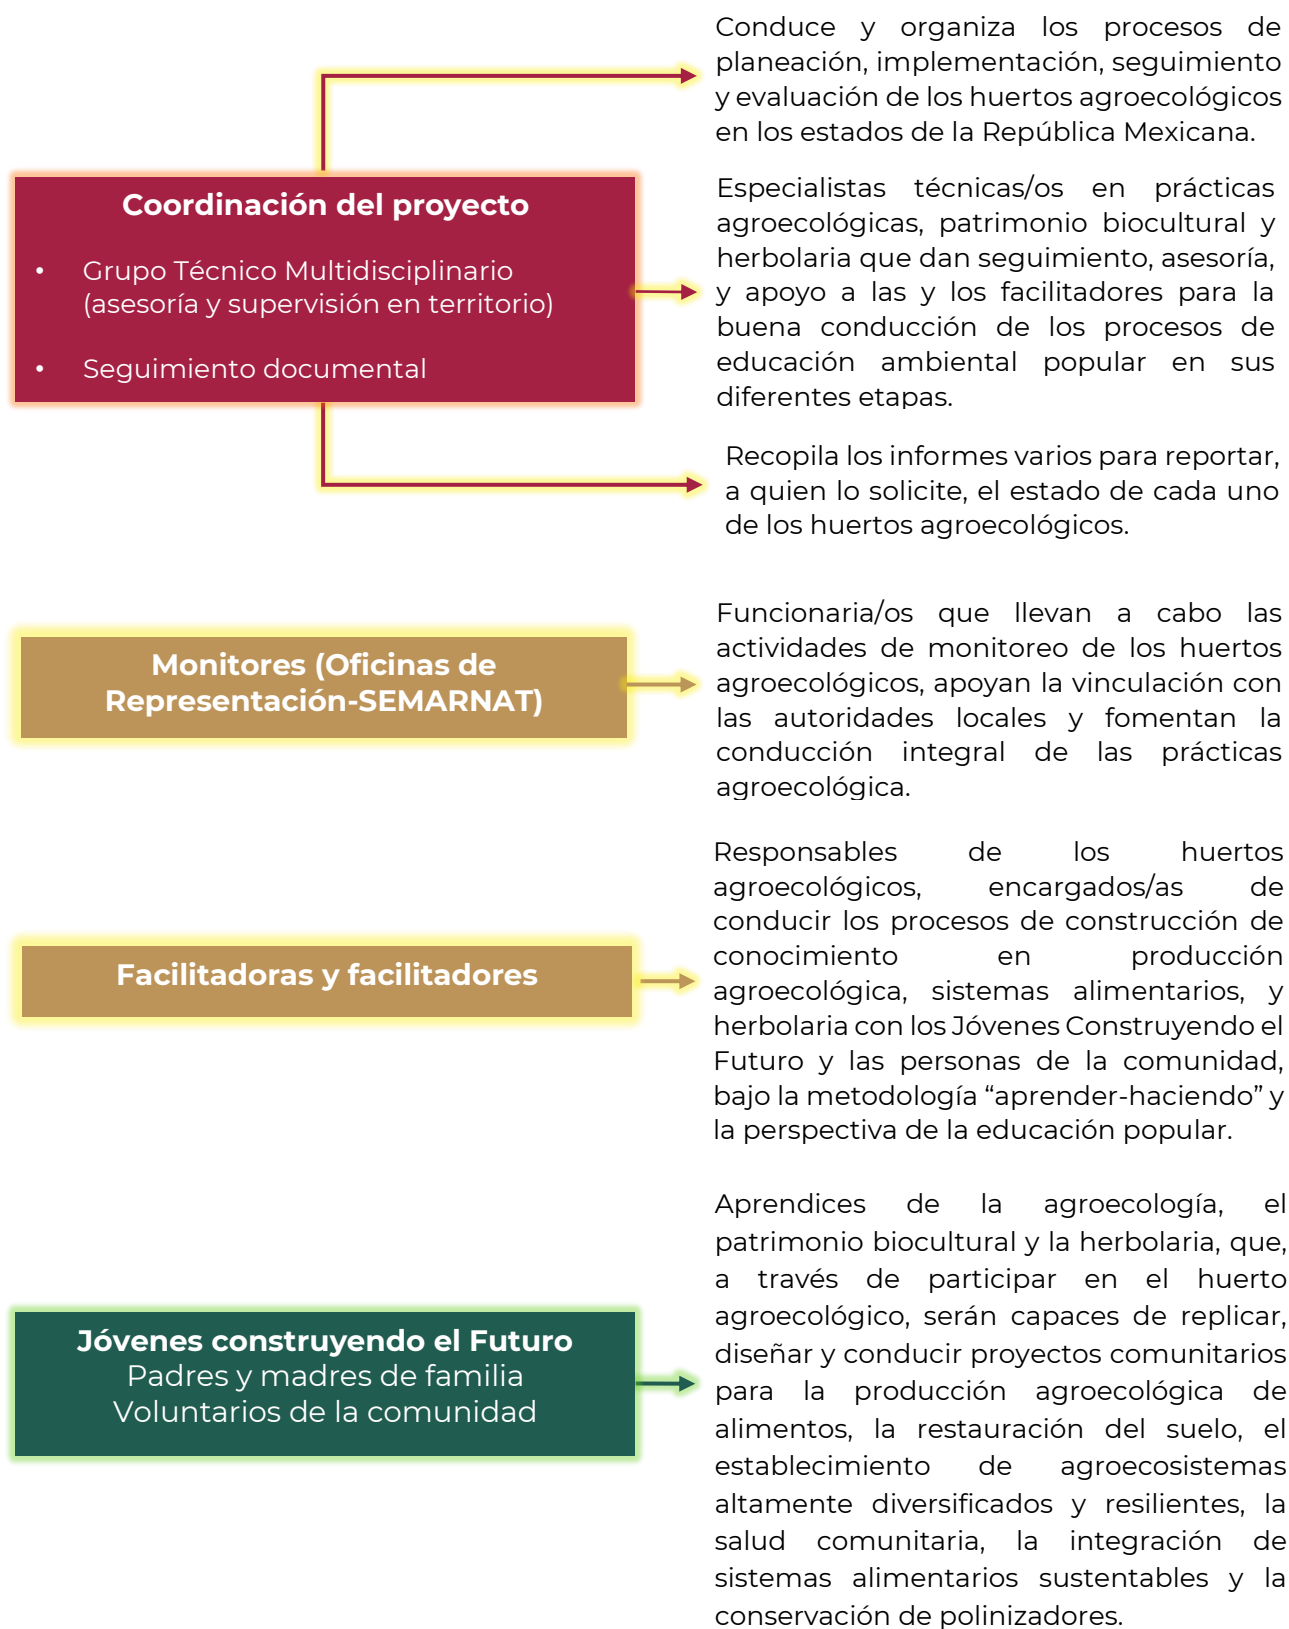 Conduce y organiza los procesos de
planeación, implementación, seguimiento
y evaluación de los huertos agroecológicos
en los estados de la República Mexicana.
Coordinación del proyecto
• Grupo Técnico Multidisciplinario
(asesoría y supervisión en territorio)
• Seguimiento documental
Especialistas técnicas/os en prácticas
agroecológicas, patrimonio biocultural y
herbolaria que dan seguimiento, asesoría,
y apoyo a las y los facilitadores para la
buena conducción de los procesos de
educación ambiental popular en sus
diferentes etapas.
Recopila los informes varios para reportar,
a quien lo solicite, el estado de cada uno
de los huertos agroecológicos.
Monitores (Oficinas de
Representación-SEMARNAT)
Funcionaria/os que llevan a cabo las
actividades de monitoreo de los huertos
agroecológicos, apoyan la vinculación con
las autoridades locales y fomentan la
conducción integral de las prácticas
agroecológica.
Facilitadoras y facilitadores
Responsables de los huertos
agroecológicos, encargados/as de
conducir los procesos de construcción de
conocimiento en producción
agroecológica, sistemas alimentarios, y
herbolaria con los Jóvenes Construyendo el
Futuro y las personas de la comunidad,
bajo la metodología “aprender-haciendo” y
la perspectiva de la educación popular.
Jóvenes construyendo el Futuro
Padres y madres de familia
Voluntarios de la comunidad
Aprendices de la agroecología, el
patrimonio biocultural y la herbolaria, que,
a través de participar en el huerto
agroecológico, serán capaces de replicar,
diseñar y conducir proyectos comunitarios
para la producción agroecológica de
alimentos, la restauración del suelo, el
establecimiento de agroecosistemas
altamente diversificados y resilientes, la
salud comunitaria, la integración de
sistemas alimentarios sustentables y la
conservación de polinizadores.